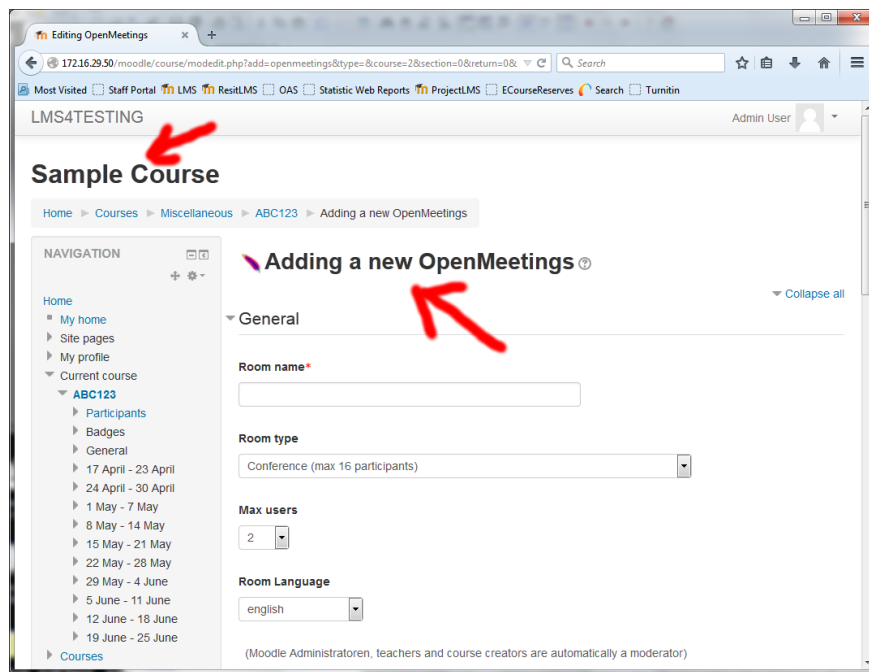 Editing OpenMeetings
172.16.29.50/moodle/course/modedit.php?add=openmeetings&type=&course=2&section=0&return=0&
Search
Most Visited Staff Portal LMS ResitLMS OAS Statistic Web Reports ProjectLMS ECourseReserves Search Turnitin
LMS4TESTING
Admin User
Sample Course
Home Courses Miscellaneous ABC123 Adding a new OpenMeetings
NAVIGATION
Home
My home
Site pages
My profile
Current course
ABC123
Participants
Badges
General
17 April - 23 April
24 April - 30 April
1 May - 7 May
8 May - 14 May
15 May - 21 May
22 May - 28 May
29 May - 4 June
5 June - 11 June
12 June - 18 June
19 June - 25 June
Courses
Adding a new OpenMeetings
Collapse all
General
Room name*
Room type
Conference (max 16 participants)
Max users
2
Room Language
english
(Moodle Administratoren, teachers and course creators are automatically a moderator)